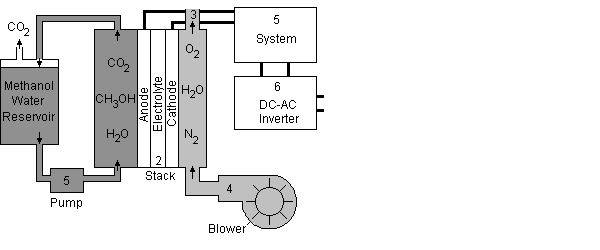 CO2
3
5
System
O2
CO2
6
DC-AC
Inverter
Methanol
Water
Reservoir
CH3OH
Anode
Electrolyte
Cathode
H2O
H2O
N2
2
Stack
5
Pump
4
Blower